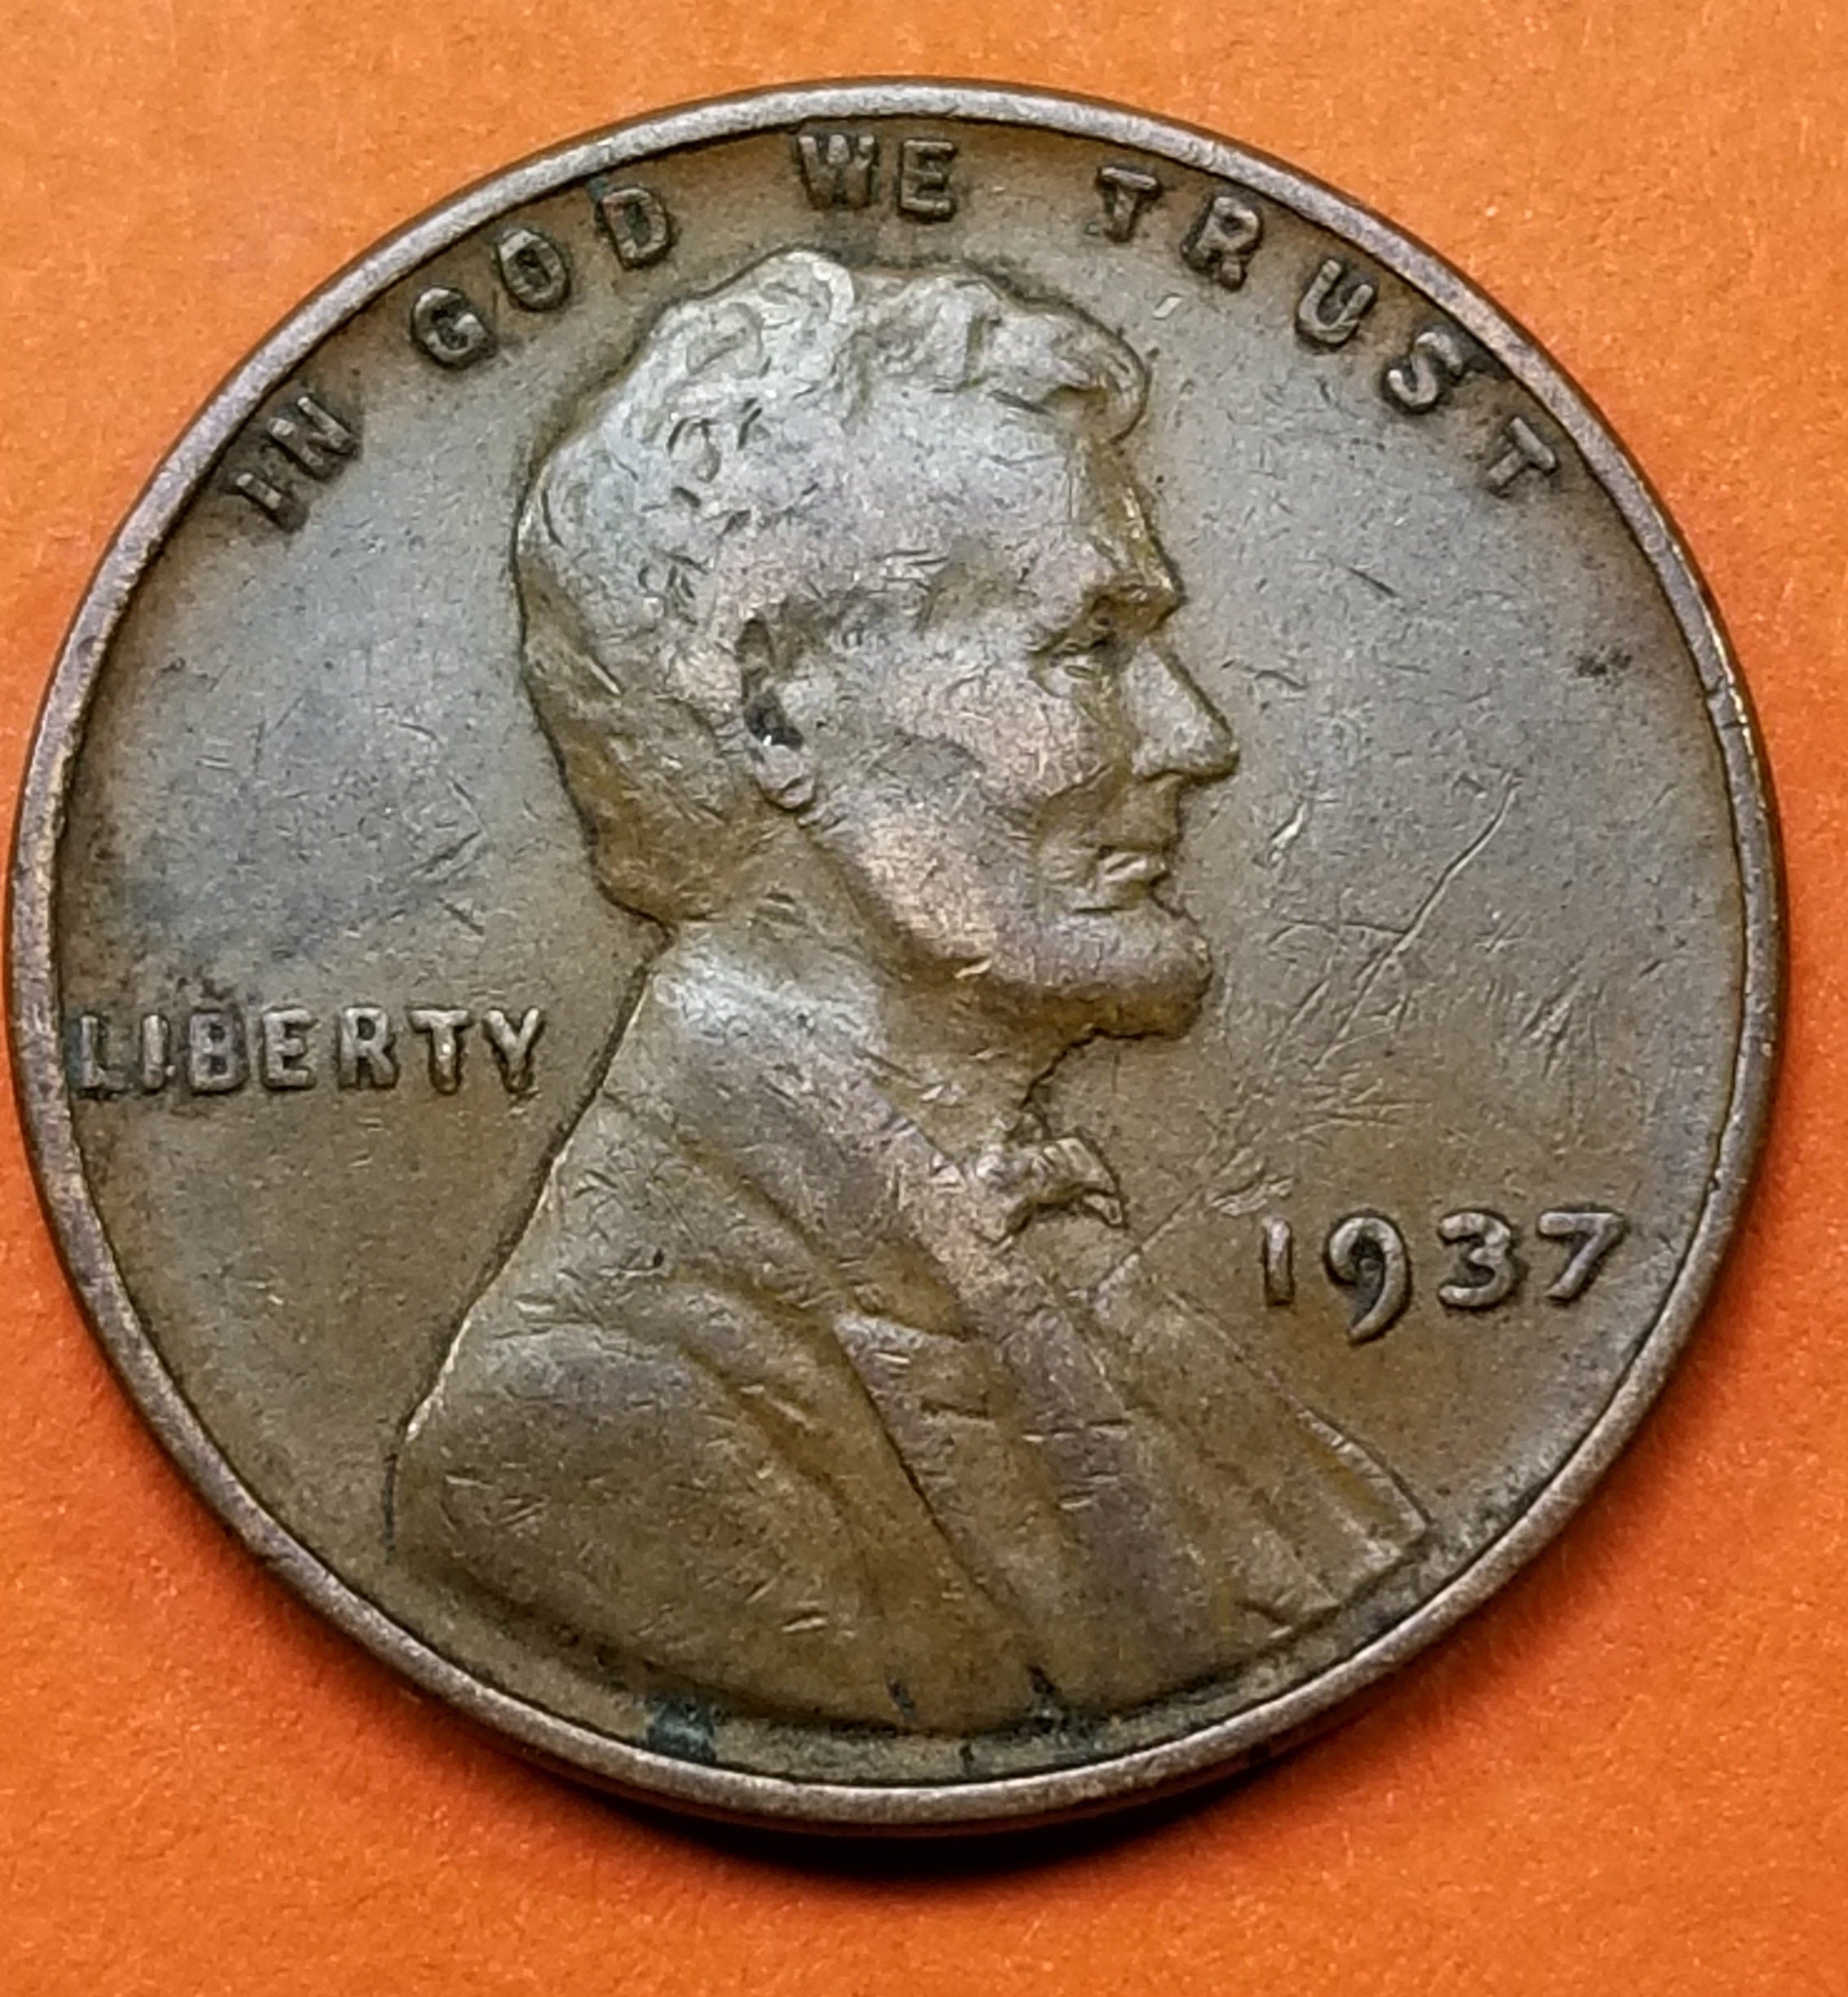 IN GOD WE TRUST
LIBERTY
1937